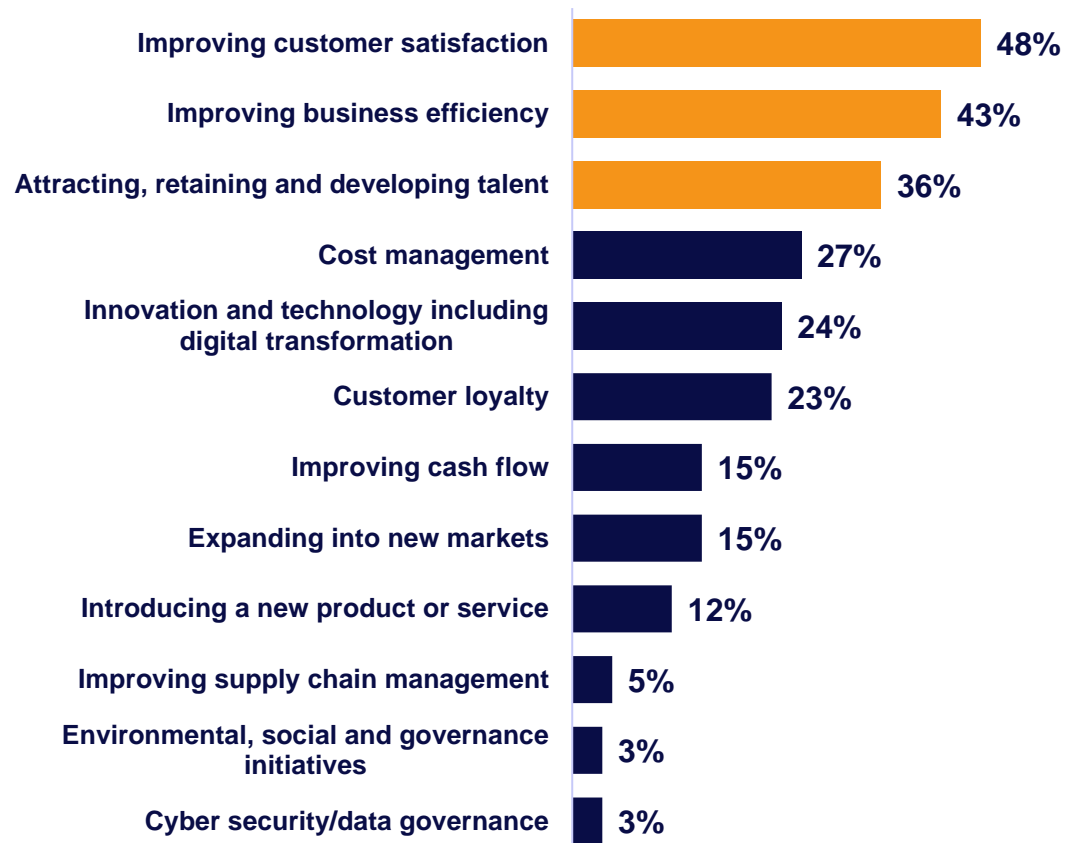 Improving customer satisfaction 48%
Improving business efficiency 43%
Attracting, retaining and developing talent 36%
Cost management 27%
Innovation and technology including
digital transformation 24%
Customer loyalty 23%
Improving cash flow 15%
Expanding into new markets 15%
Introducing a new product or service 12%
Improving supply chain management 5%
Environmental, social and governance
initiatives 3%
Cyber security/data governance 3%